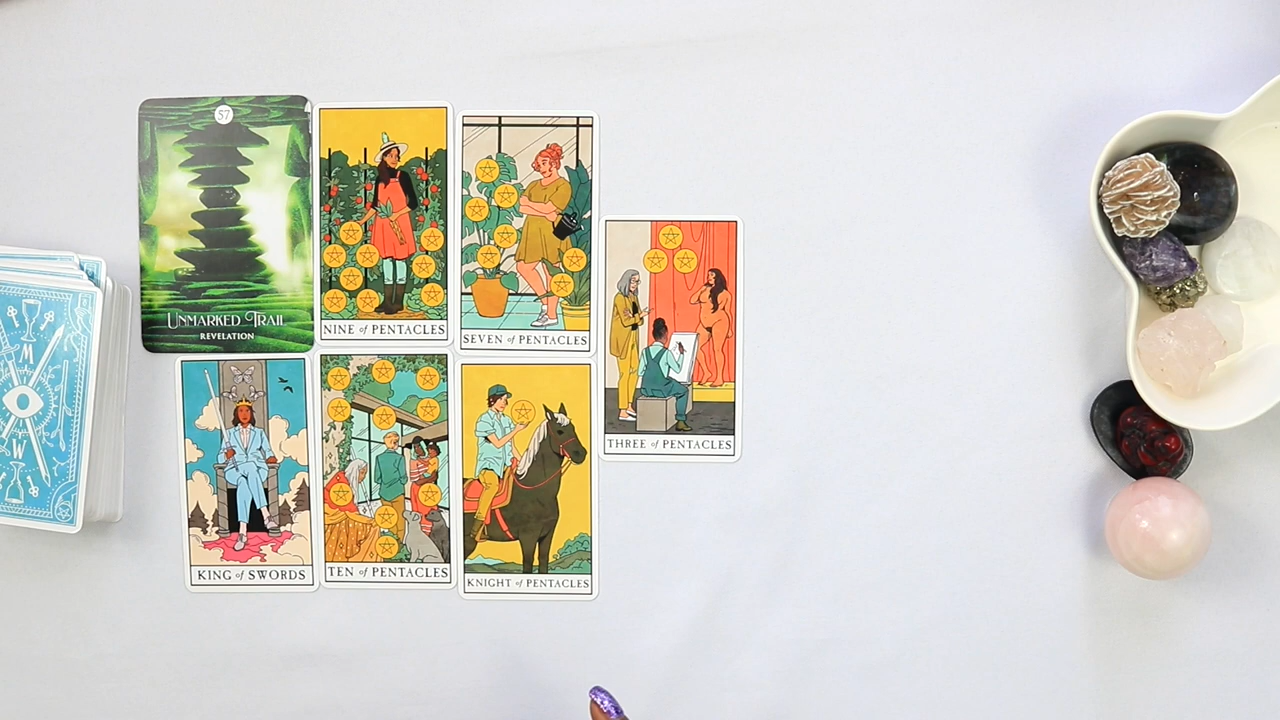 57
UNMARKED TRAIL
REVELATION
NINE of PENTACLES
SEVEN of PENTACLES
THREE of PENTACLES
KING of SWORDS
TEN of PENTACLES
KNIGHT of PENTACLES
M
W